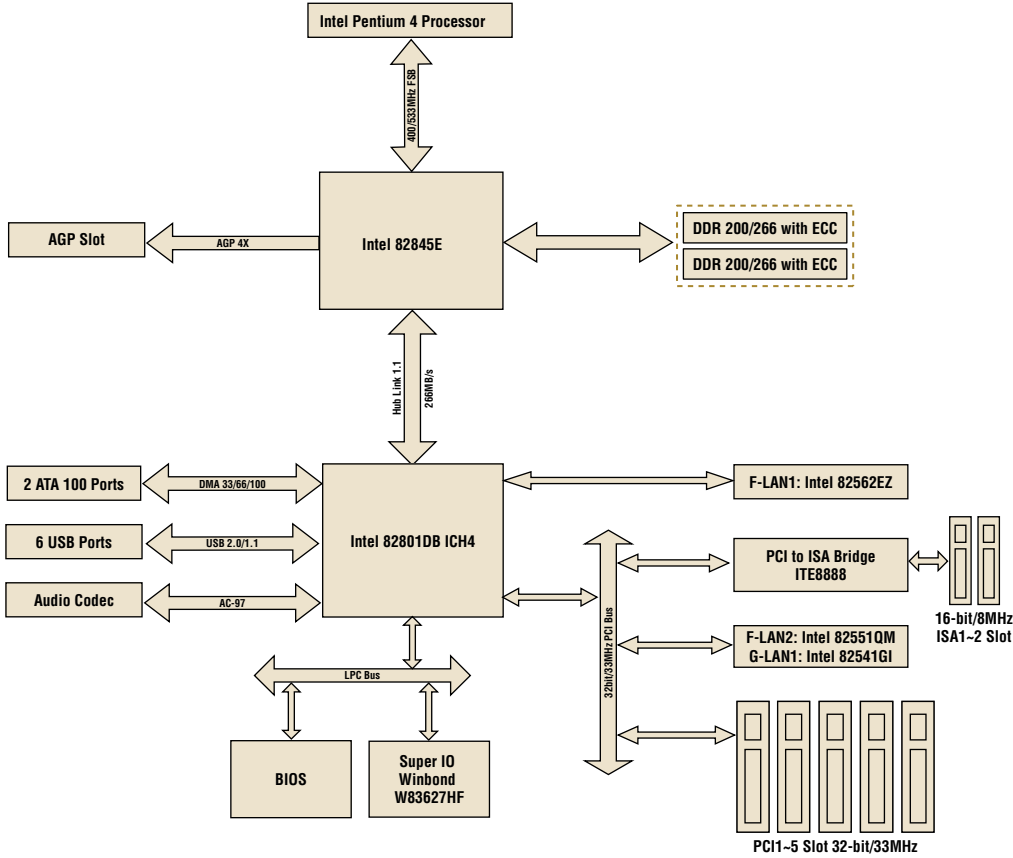 Intel Pentium 4 Processor
400/533MHz FSB
AGP Slot
AGP 4X
Intel 82845E
DDR 200/266 with ECC
DDR 200/266 with ECC
Hub Link 1.1
266MB/s
2 ATA 100 Ports
DMA 33/66/100
6 USB Ports
USB 2.0/1.1
Audio Codec
AC-97
Intel 82801DB ICH4
F-LAN1: Intel 82562EZ
32bit/33MHz PCI Bus
PCI to ISA Bridge
ITE8888
16-bit/8MHz
ISA1~2 Slot
F-LAN2: Intel 82551QM
G-LAN1: Intel 82541GI
LPC Bus
BIOS
Super IO
Winbond
W83627HF
PCI1~5 Slot 32-bit/33MHz